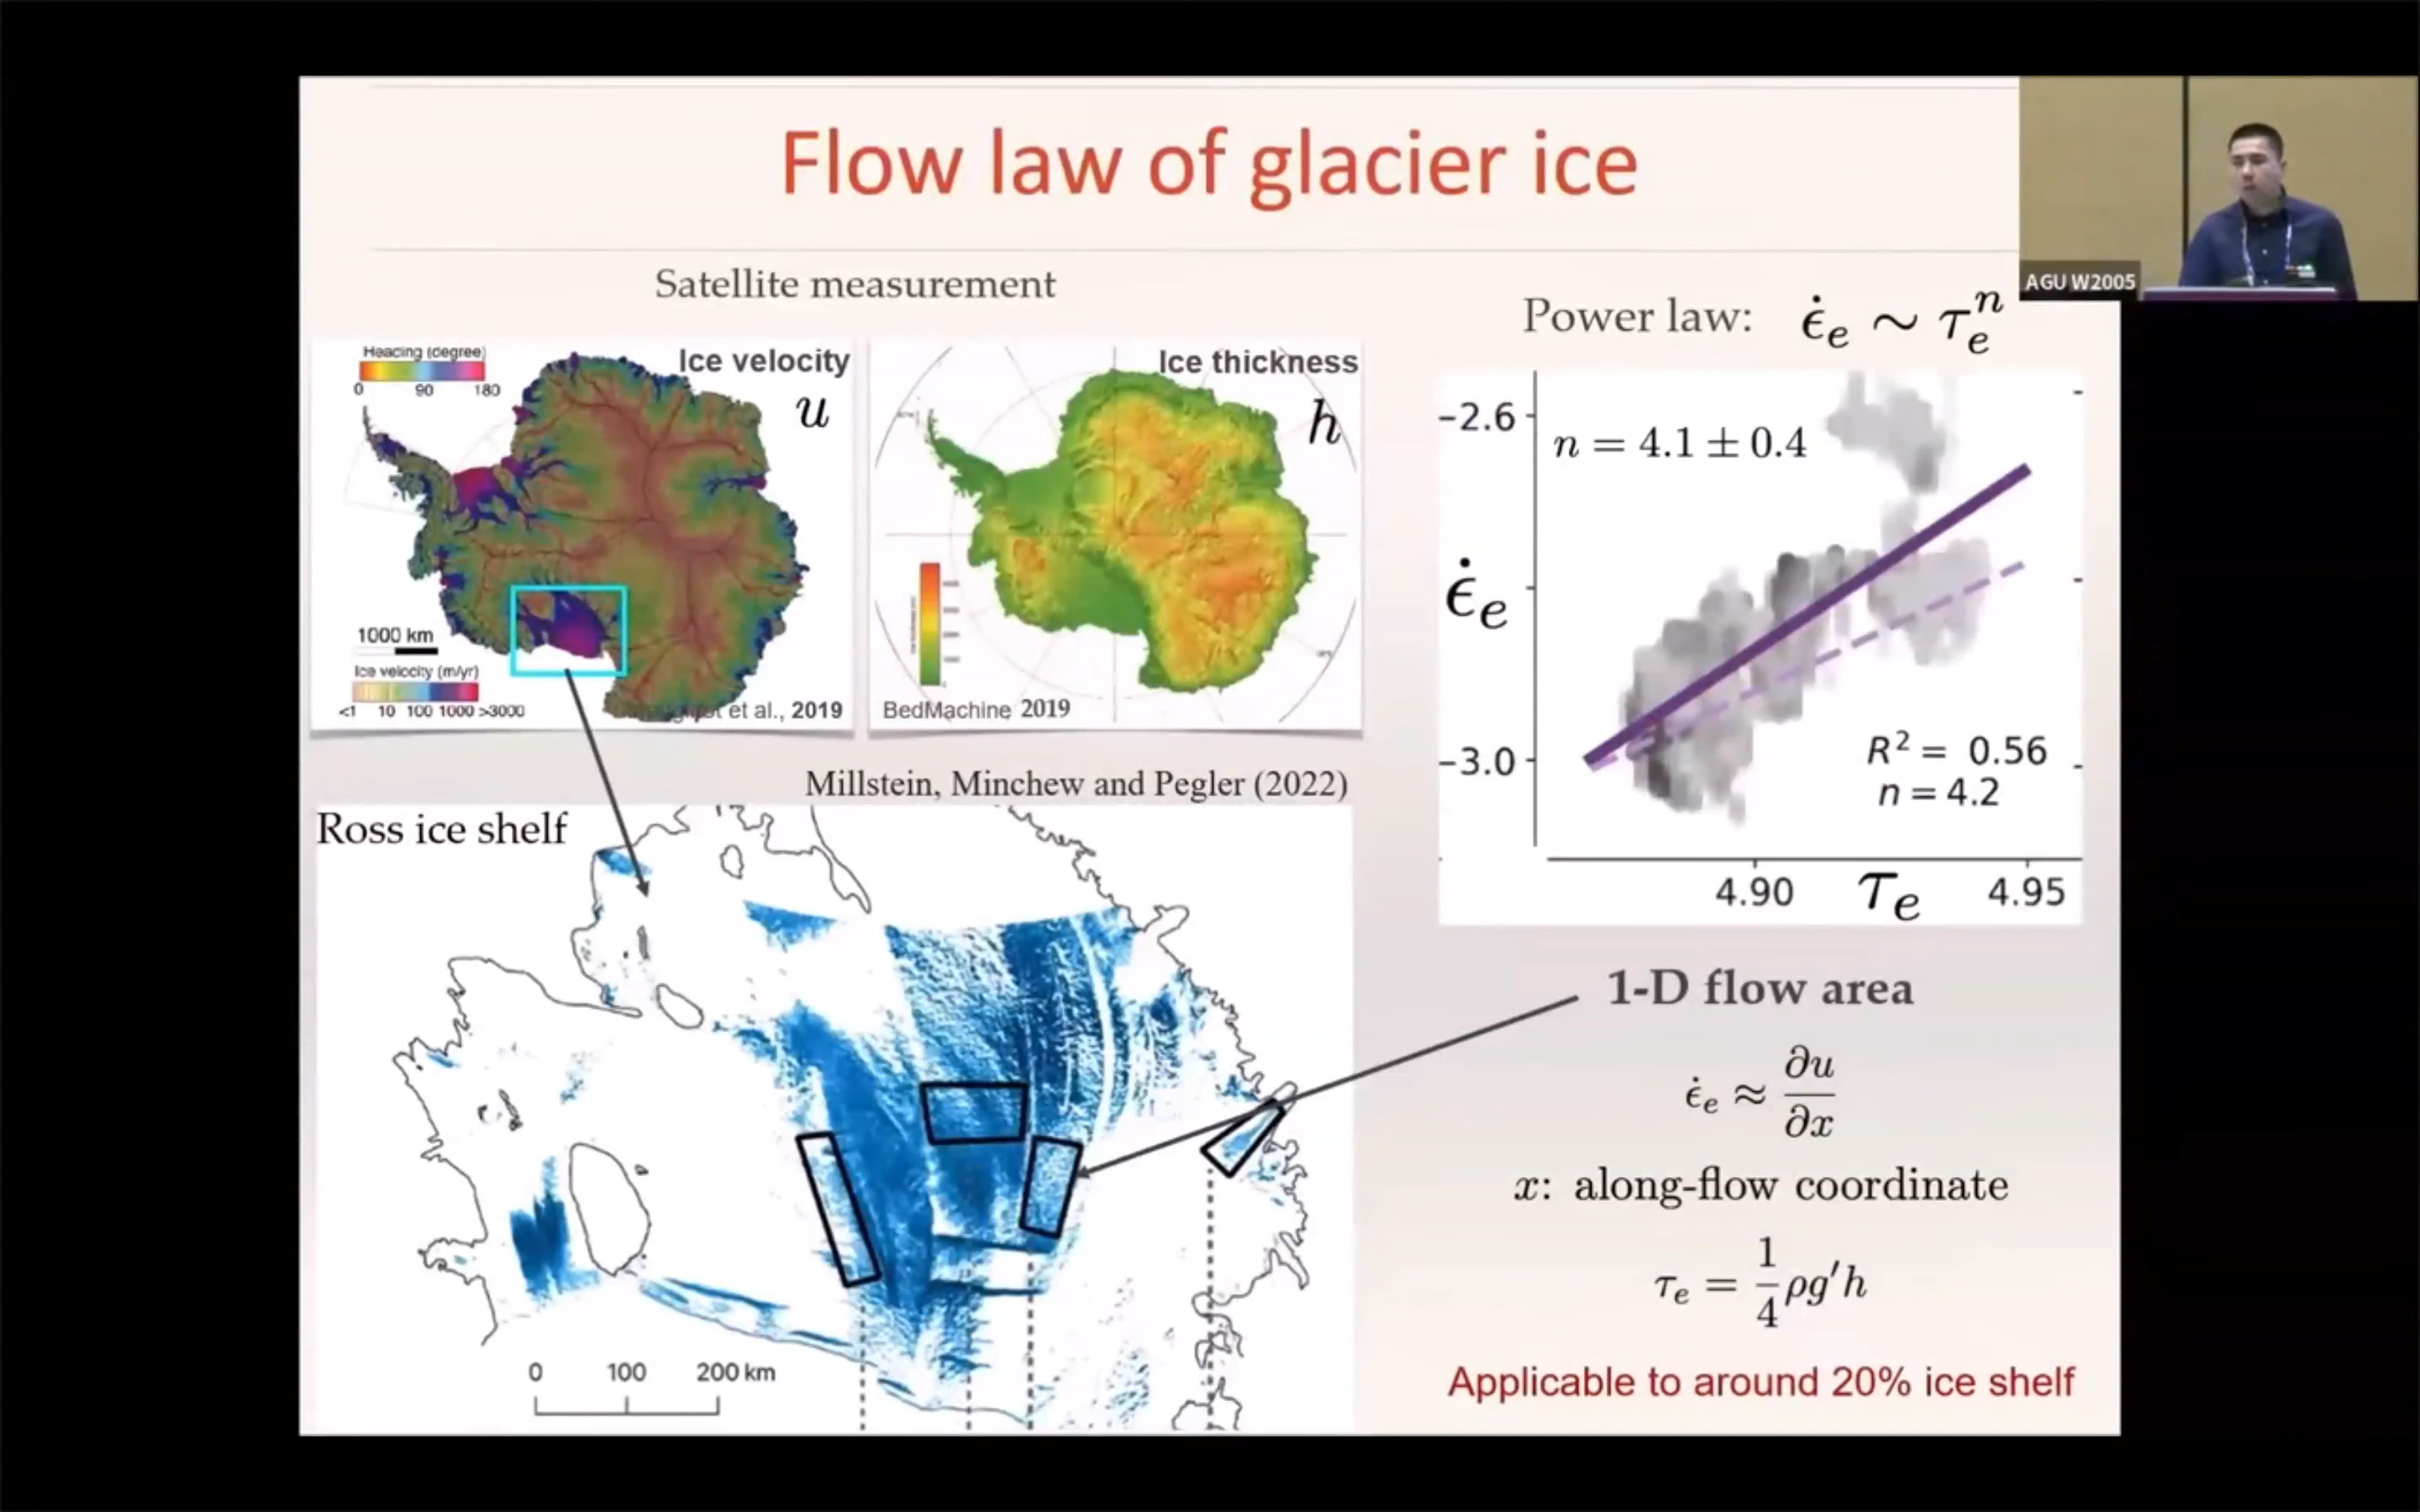 Flow law of glacier ice
AGU W2005
Satellite measurement
Heading (degree)
0 90 180
Ice velocity
u
1000 km
Ice velocity (m/yr)
<1 10 100 1000 >3000
et al., 2019
Ice thickness
h
BedMachine 2019
Millstein, Minchew and Pegler (2022)
Ross ice shelf
0 100 200 km
Power law: ϵ̇ₑ ∼ τₑⁿ
−2.6
n = 4.1 ± 0.4
ϵ̇ₑ
−3.0
R² = 0.56
n = 4.2
4.90 τₑ 4.95
1-D flow area
ϵ̇ₑ ≈ ∂u/∂x
x: along-flow coordinate
τₑ = 1/4 ρg′h
Applicable to around 20% ice shelf